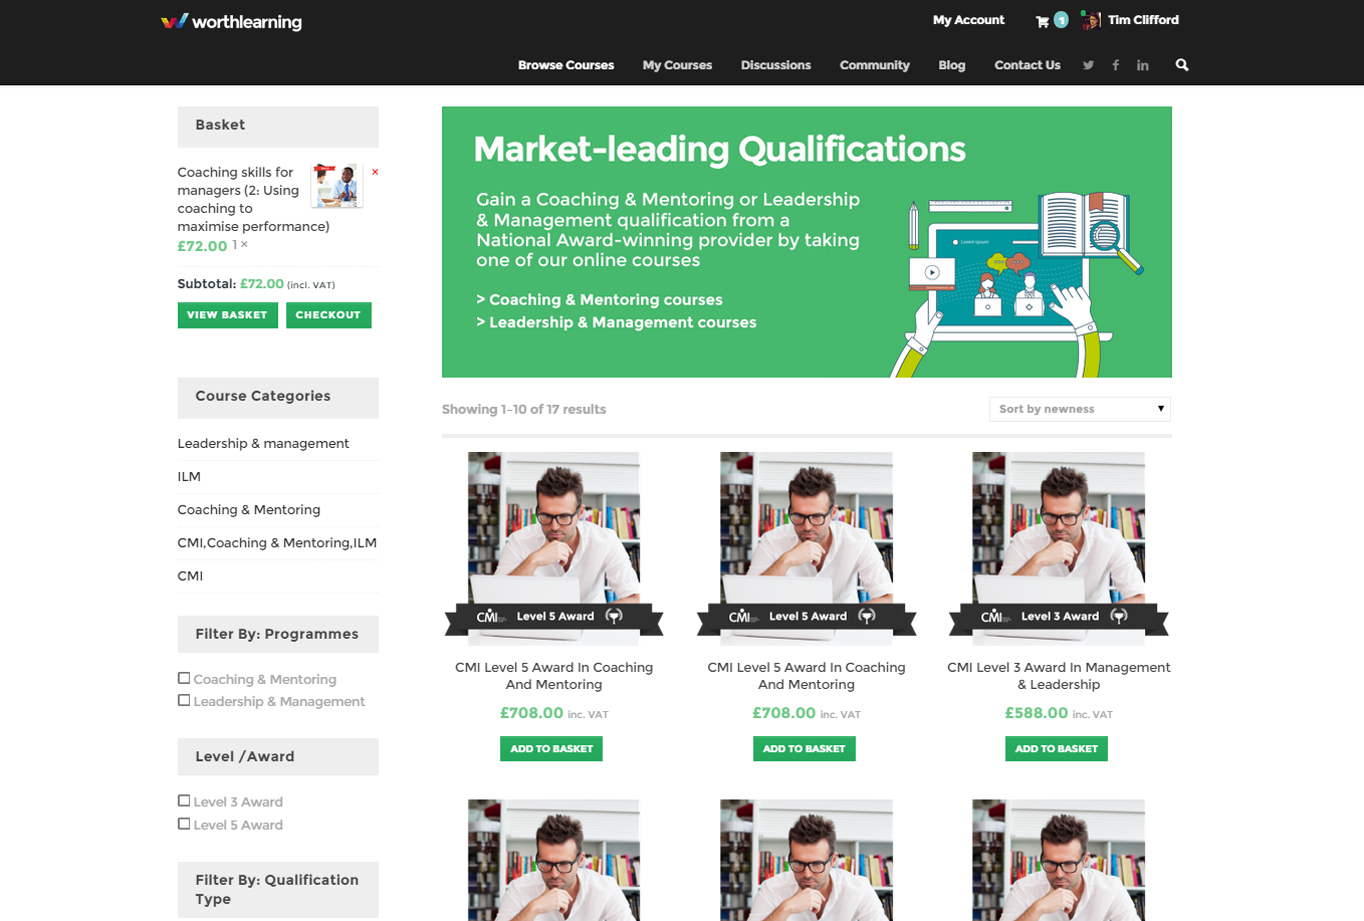 worthlearning
My Account
1
Tim Clifford
Browse Courses
My Courses
Discussions
Community
Blog
Contact Us
Basket
Coaching skills for
managers (2: Using
coaching to
maximise performance)
£72.00 1 ×
×
Subtotal: £72.00 (incl. VAT)
VIEW BASKET
CHECKOUT
Course Categories
Leadership & management
ILM
Coaching & Mentoring
CMI,Coaching & Mentoring,ILM
CMI
Filter By: Programmes
Coaching & Mentoring
Leadership & Management
Level /Award
Level 3 Award
Level 5 Award
Filter By: Qualification
Type
Market-leading Qualifications
Gain a Coaching & Mentoring or Leadership
& Management qualification from a
National Award-winning provider by taking
one of our online courses
> Coaching & Mentoring courses
> Leadership & Management courses
Lorem Ipsum
Showing 1–10 of 17 results
Sort by newness
CMI Level 5 Award
CMI Level 5 Award In Coaching
And Mentoring
£708.00 inc. VAT
ADD TO BASKET
CMI Level 5 Award
CMI Level 5 Award In Coaching
And Mentoring
£708.00 inc. VAT
ADD TO BASKET
CMI Level 3 Award
CMI Level 3 Award In Management
& Leadership
£588.00 inc. VAT
ADD TO BASKET